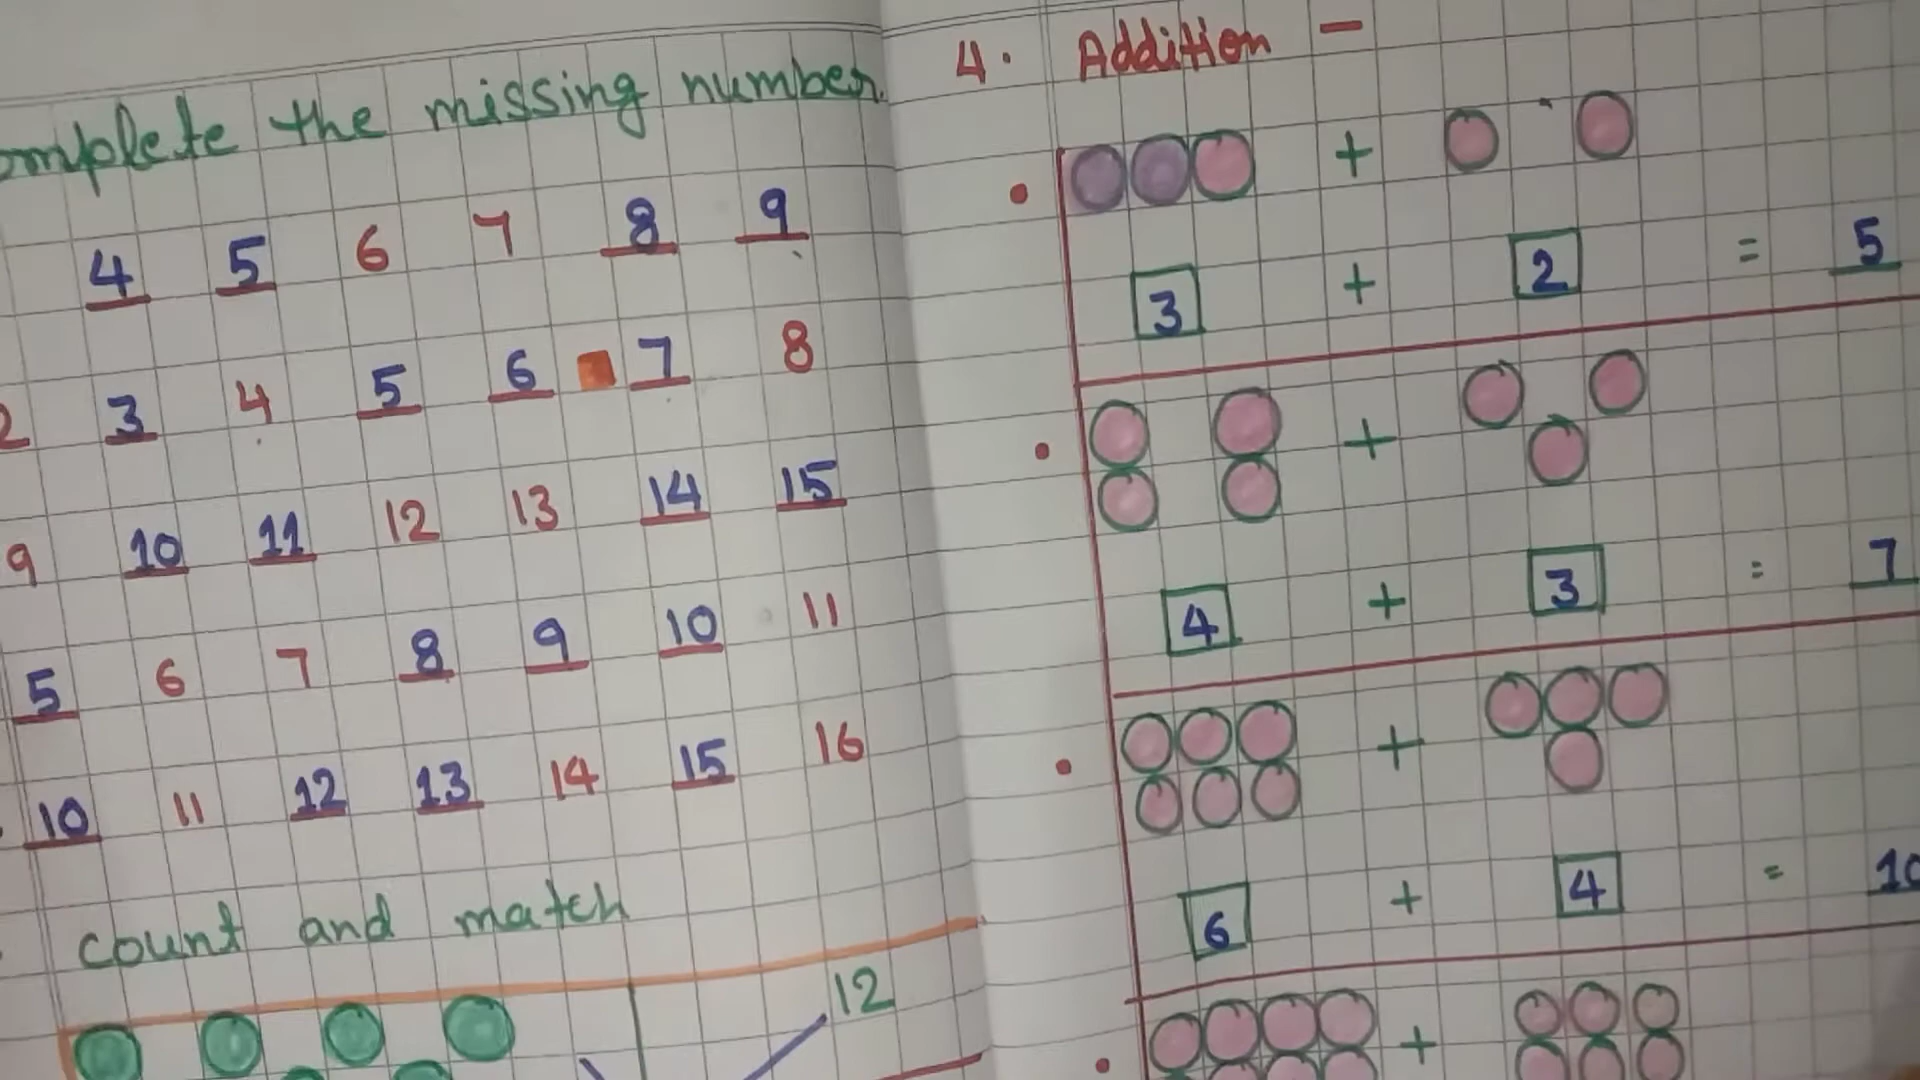 omplete the missing number.
4 5 6 7 8 9
2 3 4 5 6 7 8
9 10 11 12 13 14 15
5 6 7 8 9 10 11
10 11 12 13 14 15 16
count and match
12
4. Addition -
+
3 + 2 = 5
+
4 + 3 = 7
+
6 + 4 = 10
+